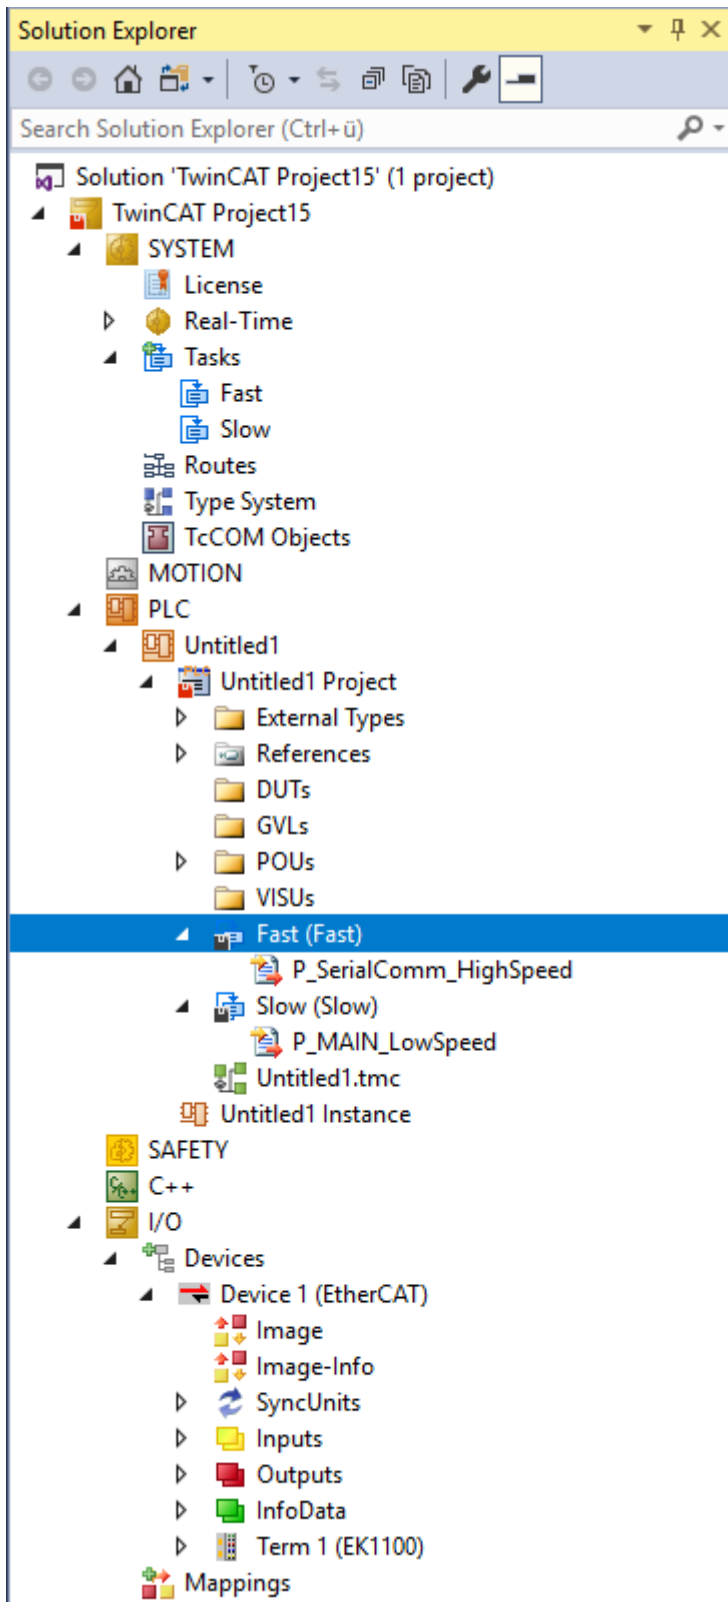 Solution Explorer
Search Solution Explorer (Ctrl+ü)
Solution 'TwinCAT Project15' (1 project)
TwinCAT Project15
SYSTEM
License
Real-Time
Tasks
Fast
Slow
Routes
Type System
TcCOM Objects
MOTION
PLC
Untitled1
Untitled1 Project
External Types
References
DUTs
GVLs
POUs
VISUs
Fast (Fast)
P_SerialComm_HighSpeed
Slow (Slow)
P_MAIN_LowSpeed
Untitled1.tmc
Untitled1 Instance
SAFETY
C++
I/O
Devices
Device 1 (EtherCAT)
Image
Image-Info
SyncUnits
Inputs
Outputs
InfoData
Term 1 (EK1100)
Mappings